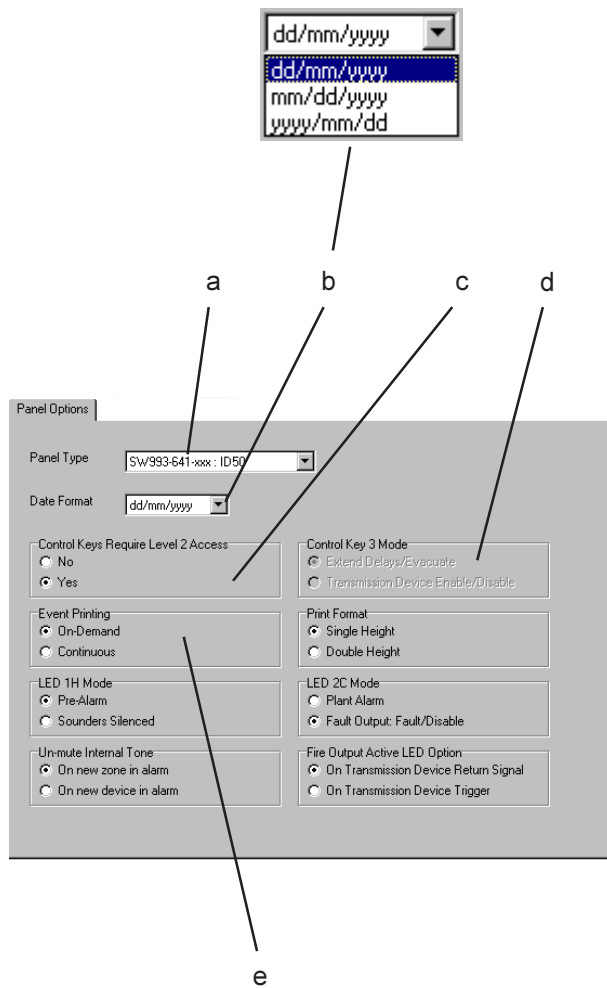 dd/mm/yyyy
dd/mm/yyyy
mm/dd/yyyy
yyyy/mm/dd
a b c d
Panel Options
Panel Type SW993-641-xxx : ID50
Date Format dd/mm/yyyy
Control Keys Require Level 2 Access
No
Yes
Control Key 3 Mode
Extend Delays/Evacuate
Transmission Device Enable/Disable
Event Printing
On-Demand
Continuous
Print Format
Single Height
Double Height
LED 1H Mode
Pre-Alarm
Sounders Silenced
LED 2C Mode
Plant Alarm
Fault Output: Fault/Disable
Un-mute Internal Tone
On new zone in alarm
On new device in alarm
Fire Output Active LED Option
On Transmission Device Return Signal
On Transmission Device Trigger
e